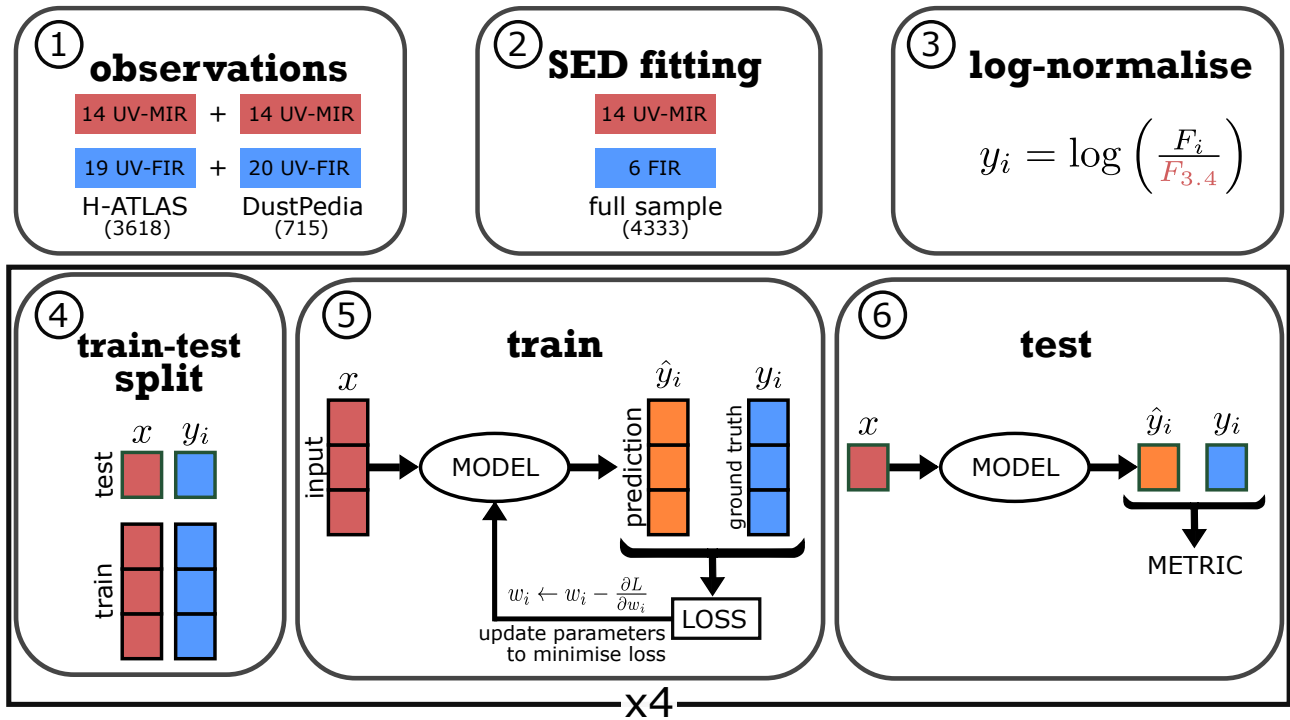 1
observations
14 UV-MIR + 14 UV-MIR
19 UV-FIR + 20 UV-FIR
H-ATLAS DustPedia
(3618) (715)
2
SED fitting
14 UV-MIR
6 FIR
full sample
(4333)
3
log-normalise
y_i = log ( F_i / F_{3.4} )
4
train-test
split
x y_i
test
train
5
train
x ŷ_i y_i
input
MODEL
prediction
ground truth
w_i ← w_i − ∂L/∂w_i
LOSS
update parameters
to minimise loss
6
test
x ŷ_i y_i
MODEL
METRIC
x4